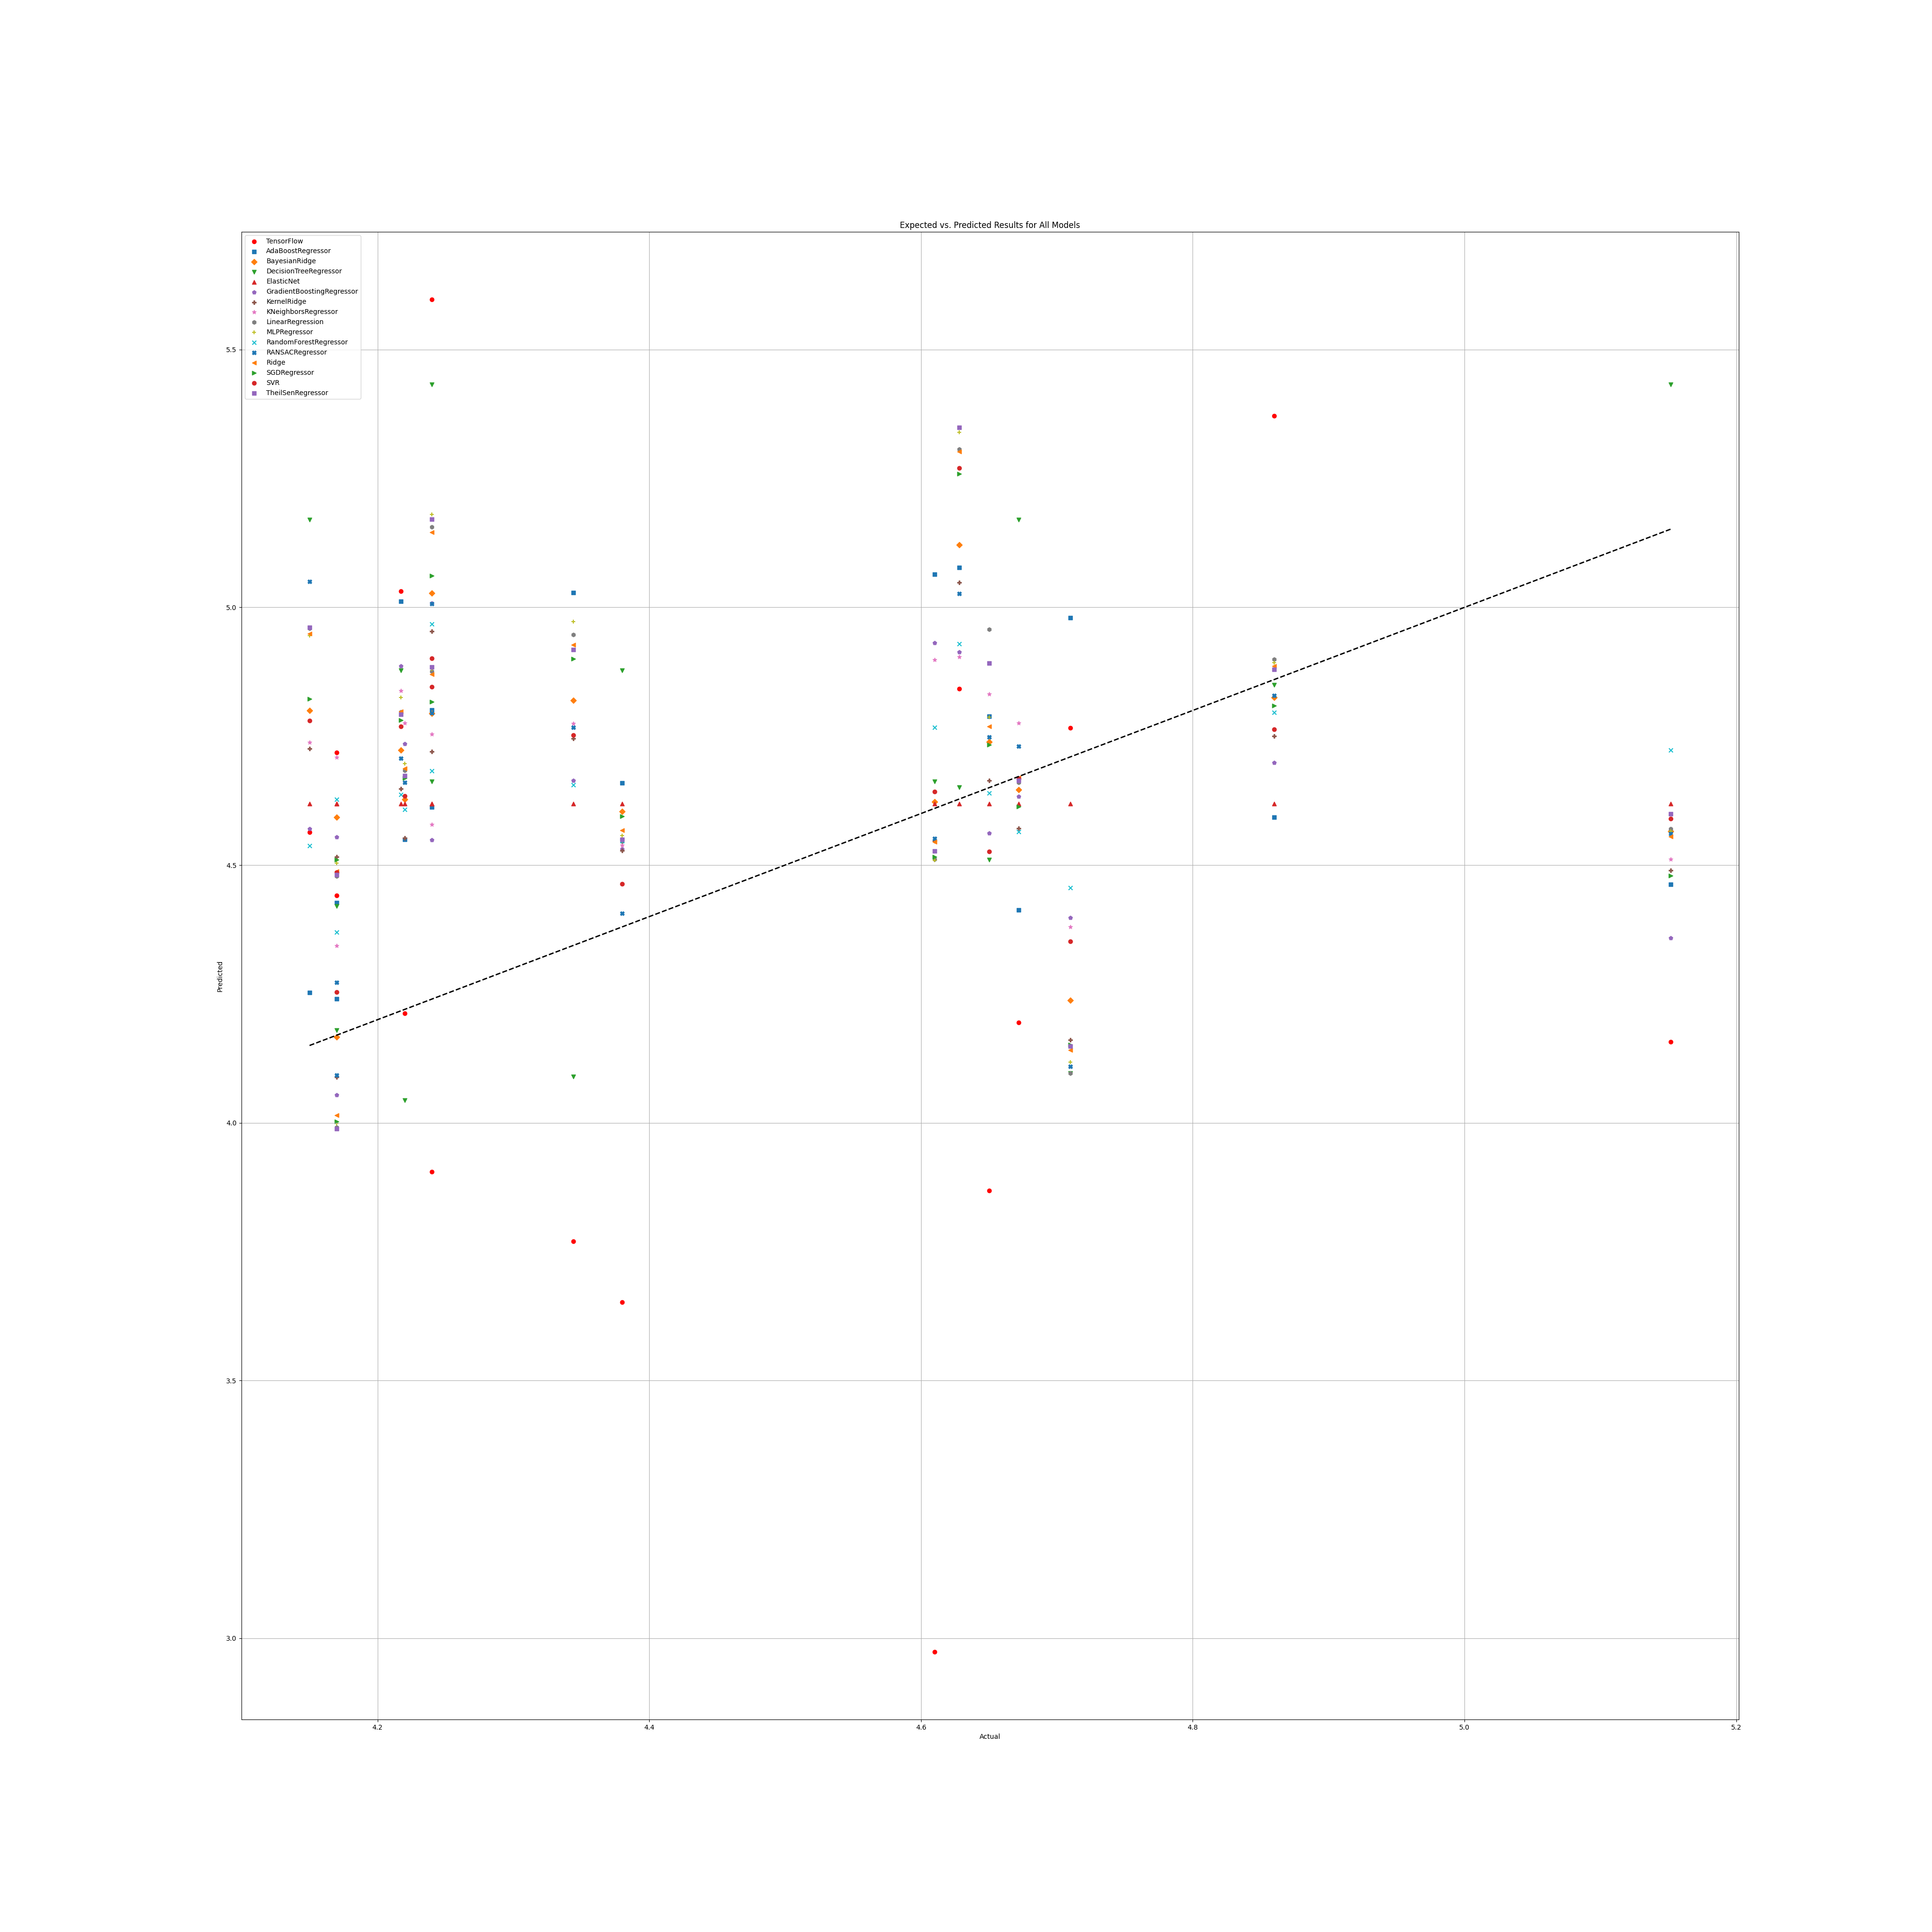 Expected vs. Predicted Results for All Models
TensorFlow
AdaBoostRegressor
BayesianRidge
DecisionTreeRegressor
ElasticNet
GradientBoostingRegressor
KernelRidge
KNeighborsRegressor
LinearRegression
MLPRegressor
RandomForestRegressor
RANSACRegressor
Ridge
SGDRegressor
SVR
TheilSenRegressor
5.5
5.0
4.5
4.0
3.5
3.0
Predicted
4.2 4.4 4.6 4.8 5.0 5.2
Actual